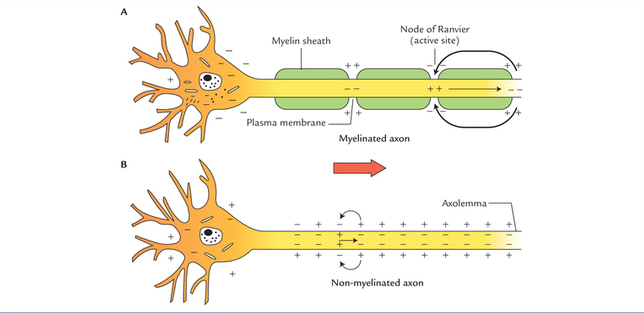 A
Myelin sheath
Node of Ranvier
(active site)
Plasma membrane
Myelinated axon
B
Axolemma
Non-myelinated axon